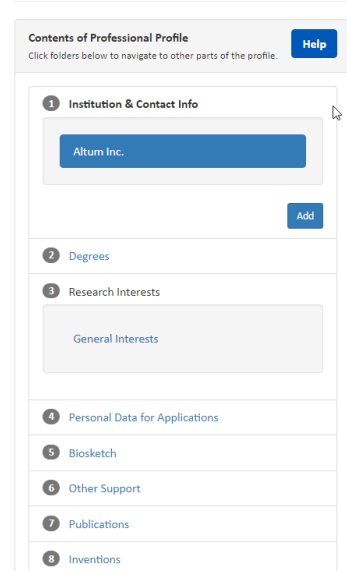 Contents of Professional Profile
Click folders below to navigate to other parts of the profile.
Help
1 Institution & Contact Info
Altum Inc.
Add
2 Degrees
3 Research Interests
General Interests
4 Personal Data for Applications
5 Biosketch
6 Other Support
7 Publications
8 Inventions